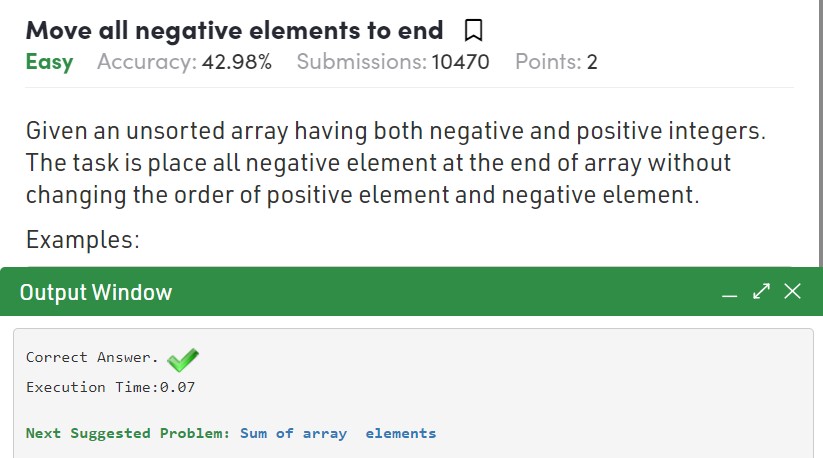 Move all negative elements to end
Easy Accuracy: 42.98% Submissions: 10470 Points: 2
Given an unsorted array having both negative and positive integers.
The task is place all negative element at the end of array without
changing the order of positive element and negative element.
Examples:
Output Window
Correct Answer.
Execution Time:0.07
Next Suggested Problem: Sum of array elements